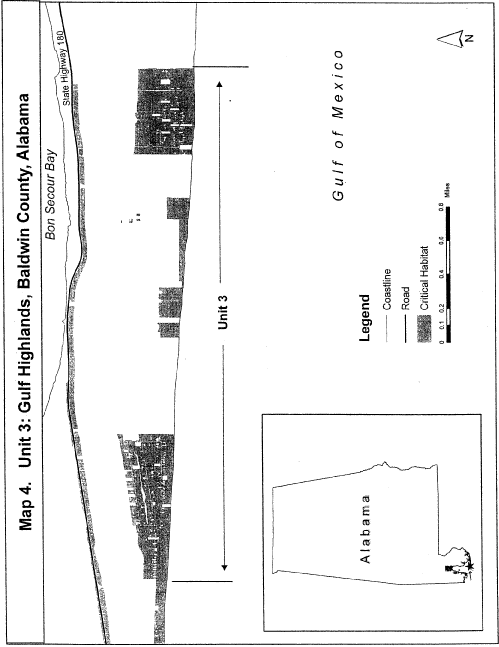 Map 4. Unit 3: Gulf Highlands, Baldwin County, Alabama
Bon Secour Bay
State Highway 180
Unit 3
Gulf of Mexico
Alabama
Legend
Coastline
Road
Critical Habitat
0 0.1 0.2 0.4 0.6 0.8
Miles
N